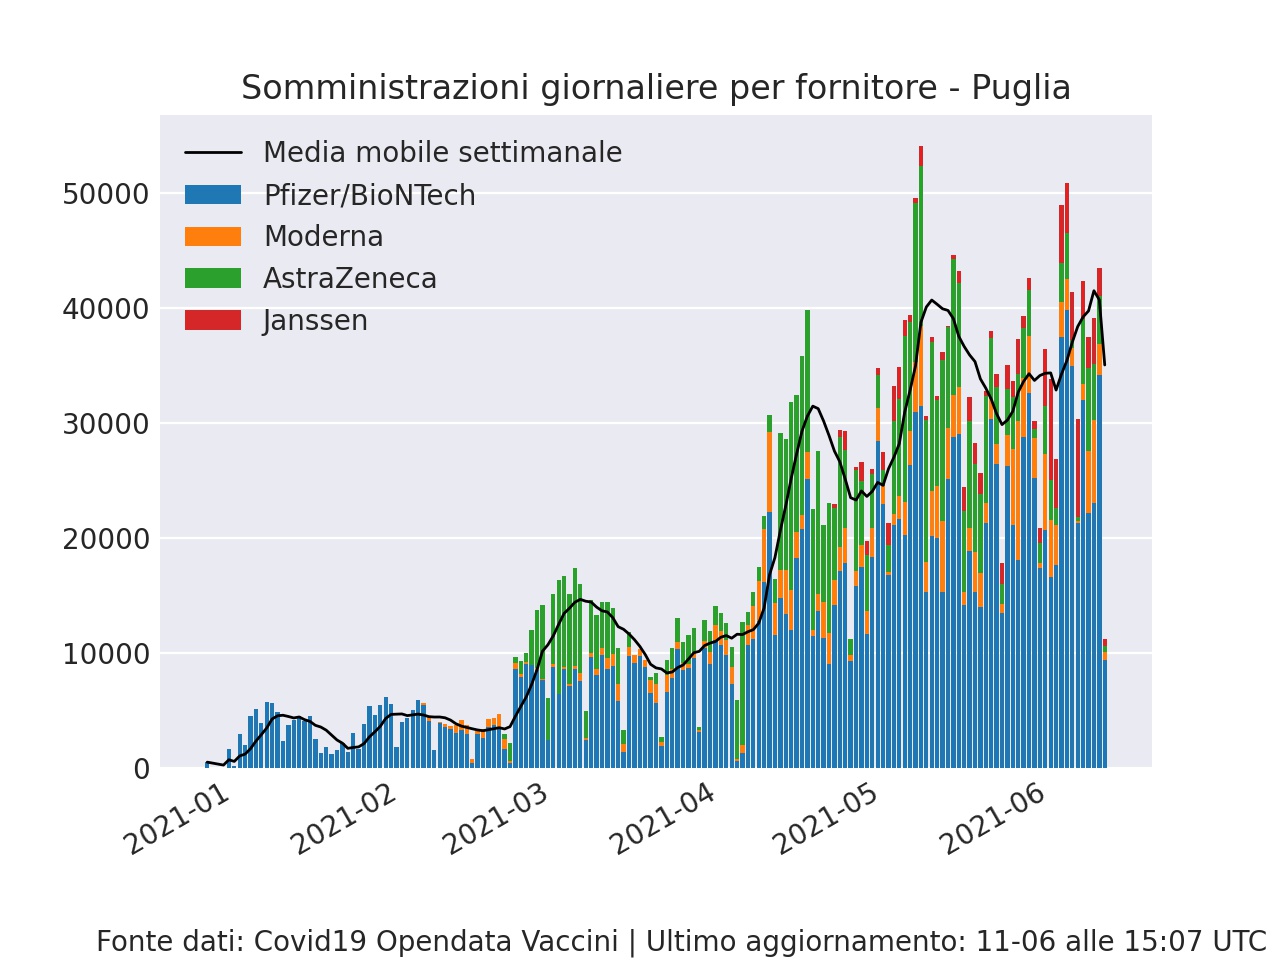 Somministrazioni giornaliere per fornitore - Puglia
Media mobile settimanale
Pfizer/BioNTech
Moderna
AstraZeneca
Janssen
50000
40000
30000
20000
10000
0
2021-01
2021-02
2021-03
2021-04
2021-05
2021-06
Fonte dati: Covid19 Opendata Vaccini | Ultimo aggiornamento: 11-06 alle 15:07 UTC